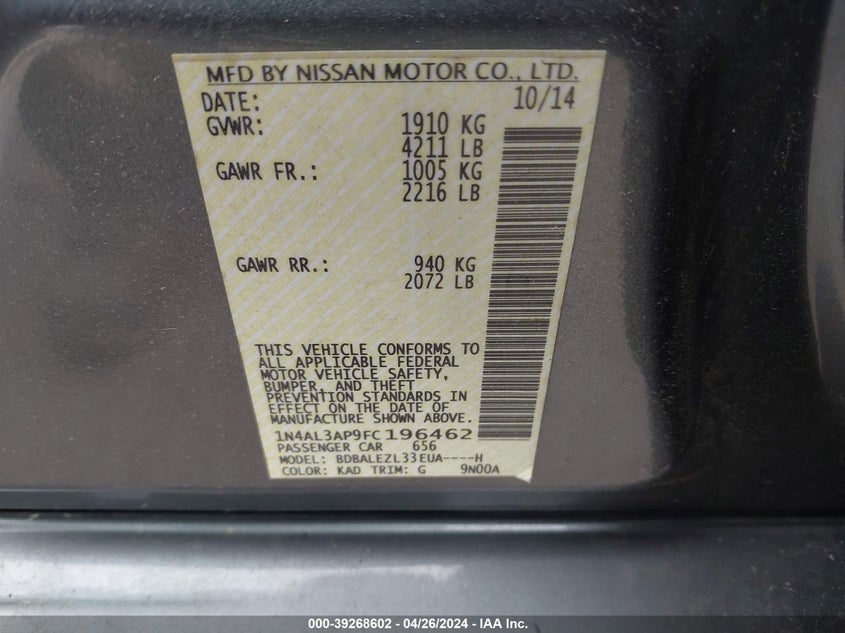 MFD BY NISSAN MOTOR CO., LTD.
DATE: 10/14
GVWR: 1910 KG
4211 LB
GAWR FR.: 1005 KG
2216 LB
GAWR RR.: 940 KG
2072 LB
THIS VEHICLE CONFORMS TO
ALL APPLICABLE FEDERAL
MOTOR VEHICLE SAFETY,
BUMPER, AND THEFT
PREVENTION STANDARDS IN
EFFECT ON THE DATE OF
MANUFACTURE SHOWN ABOVE.
1N4AL3AP9FC196462
PASSENGER CAR 656
MODEL: BDBALEZL33EUA----H
COLOR: KAD TRIM: G 9N00A
000-39268602 - 04/26/2024 - IAA Inc.